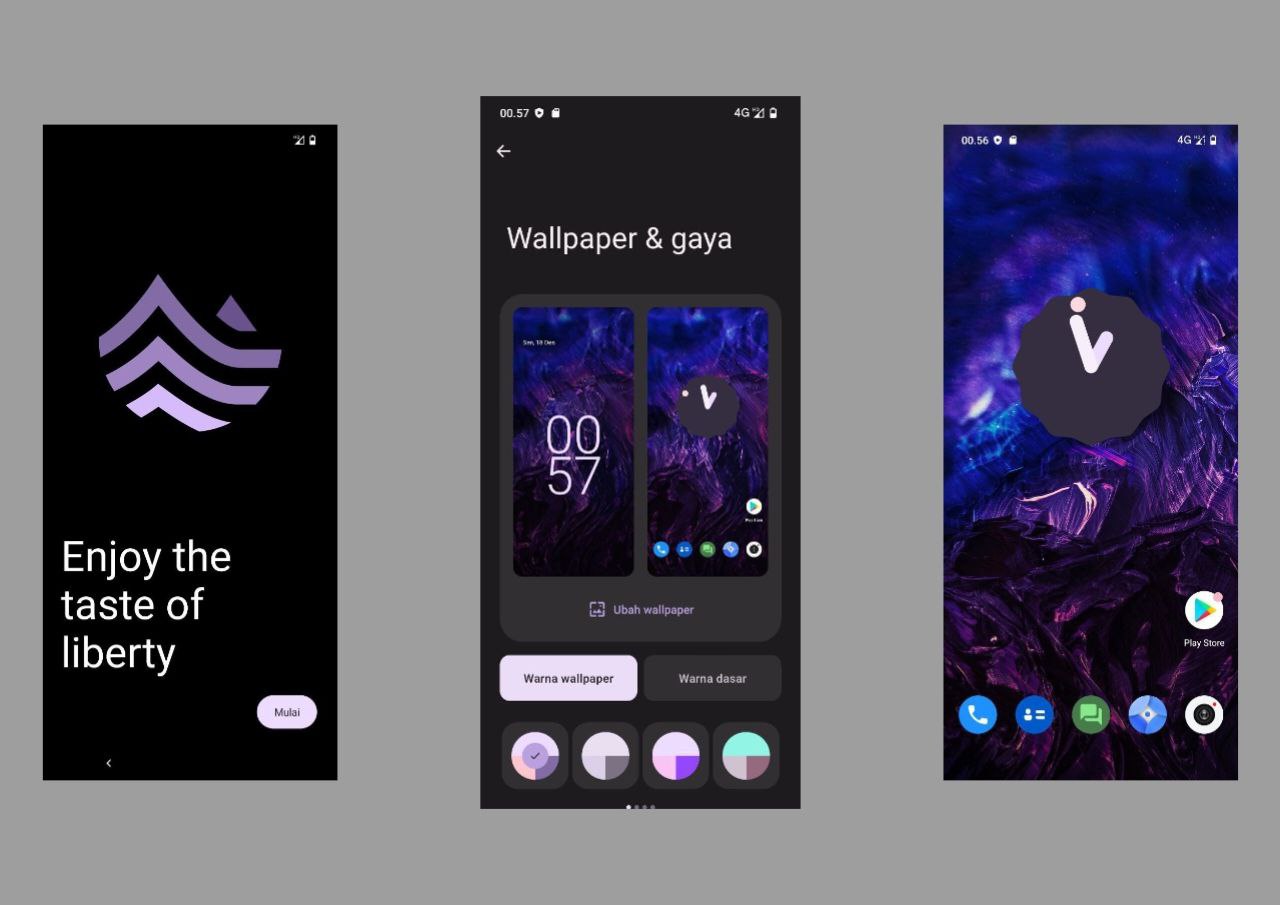 Enjoy the
taste of
liberty
Mulai
00.57
4G
Wallpaper & gaya
Sen, 18 Des
00
57
Play Store
Ubah wallpaper
Warna wallpaper
Warna dasar
00.56
4G
Play Store